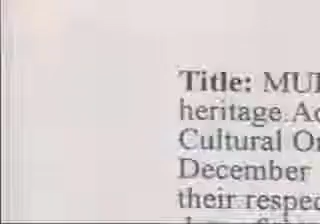 Title: MU
heritage. Ac
Cultural Or
December
their respec